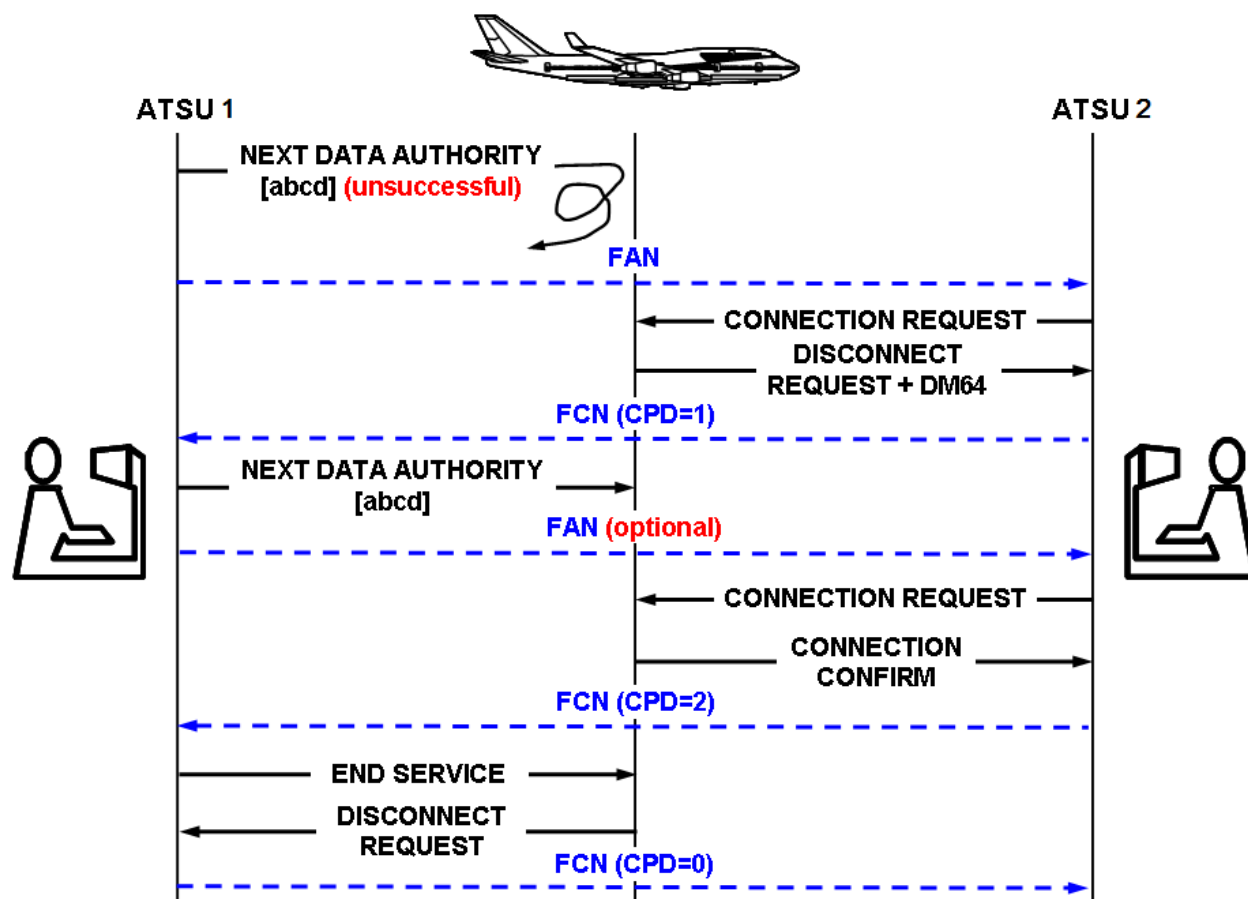 ATSU 1
ATSU 2
NEXT DATA AUTHORITY
[abcd] (unsuccessful)
FAN
CONNECTION REQUEST
DISCONNECT
REQUEST + DM64
FCN (CPD=1)
NEXT DATA AUTHORITY
[abcd]
FAN (optional)
CONNECTION REQUEST
CONNECTION
CONFIRM
FCN (CPD=2)
END SERVICE
DISCONNECT
REQUEST
FCN (CPD=0)